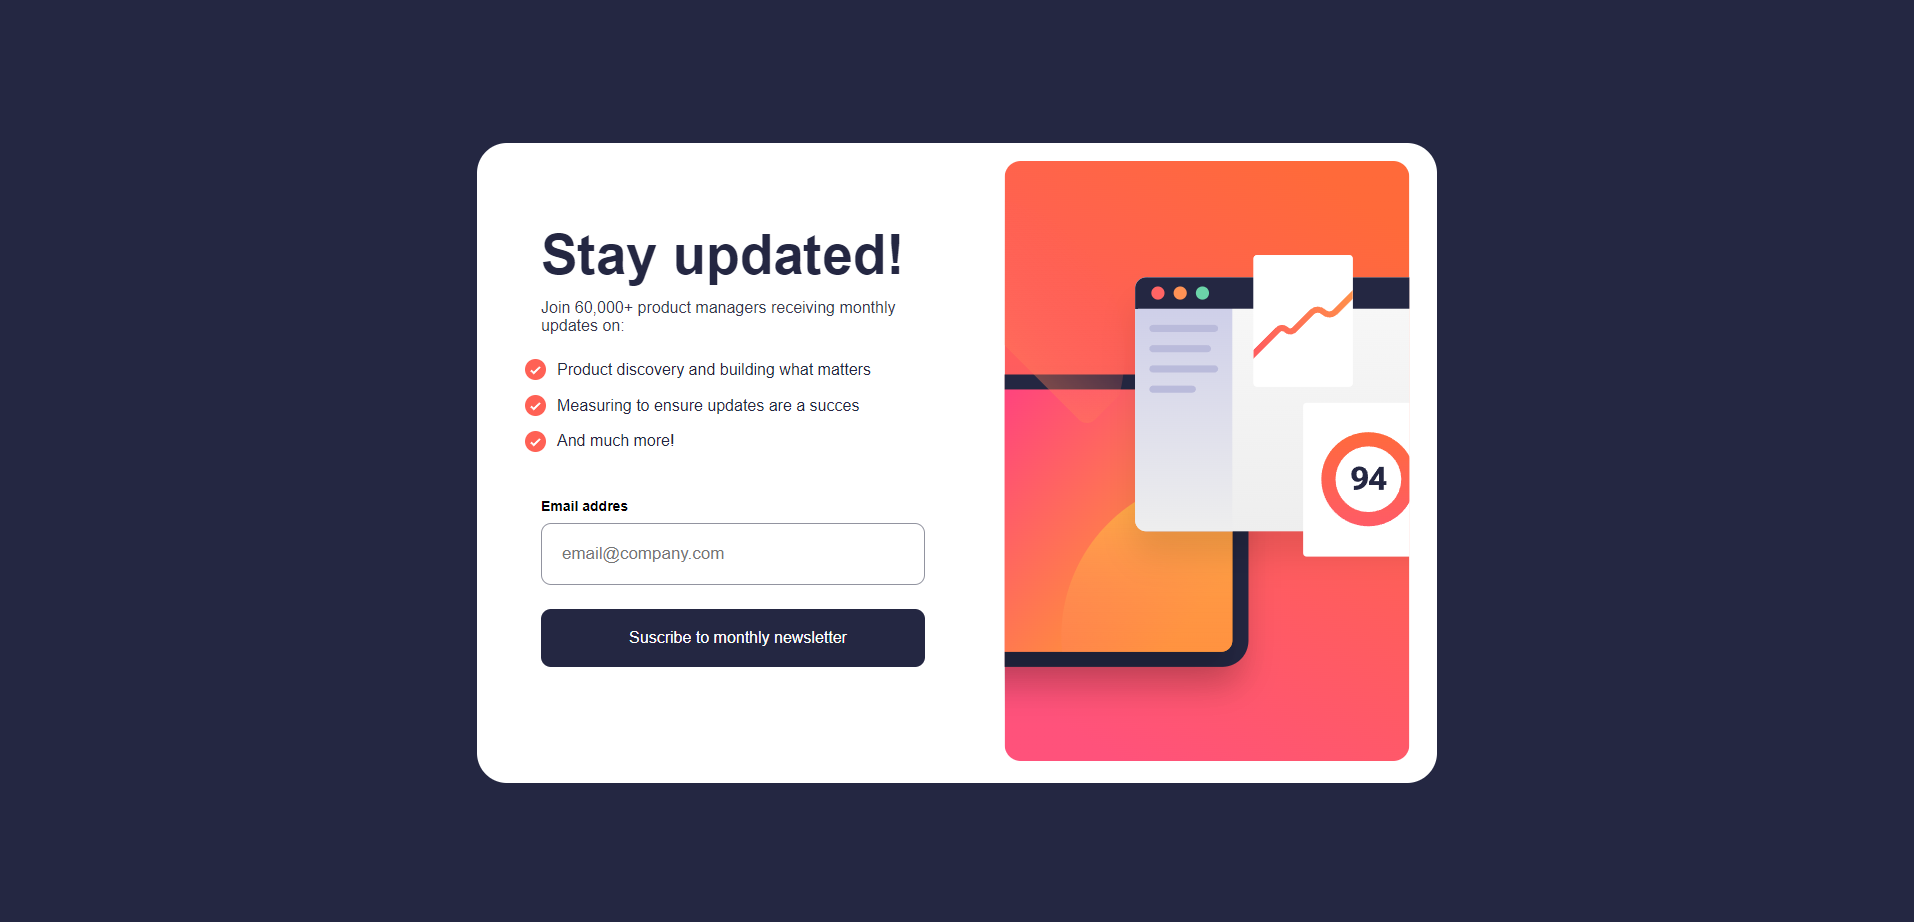 Stay updated!
Join 60,000+ product managers receiving monthly
updates on:
Product discovery and building what matters
Measuring to ensure updates are a succes
And much more!
Email addres
email@company.com
Suscribe to monthly newsletter
94